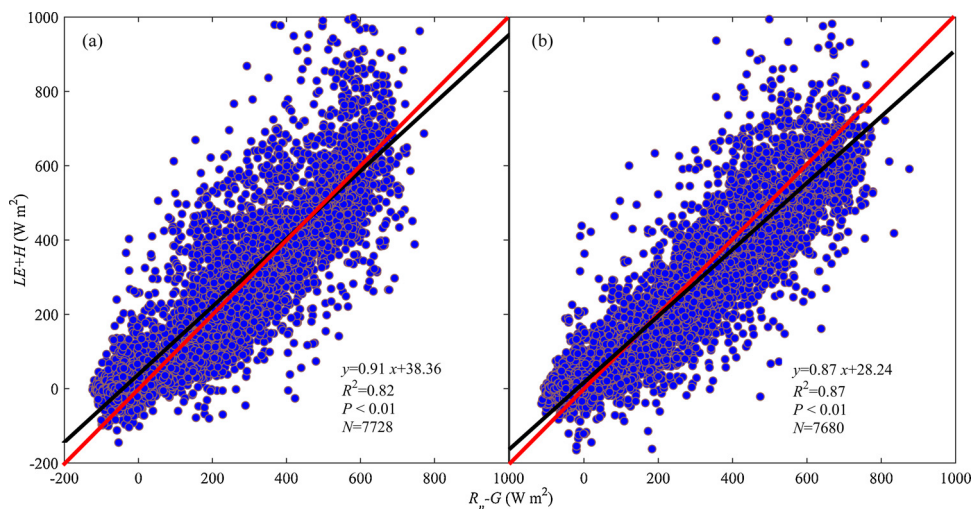 1000
(a)
(b)
800
600
400
200
0
-200
LE+H (W m²)
y=0.91 x+38.36
R²=0.82
P < 0.01
N=7728
y=0.87 x+28.24
R²=0.87
P < 0.01
N=7680
-200 0 200 400 600 800 1000 0 200 400 600 800 1000
Rₙ-G (W m²)